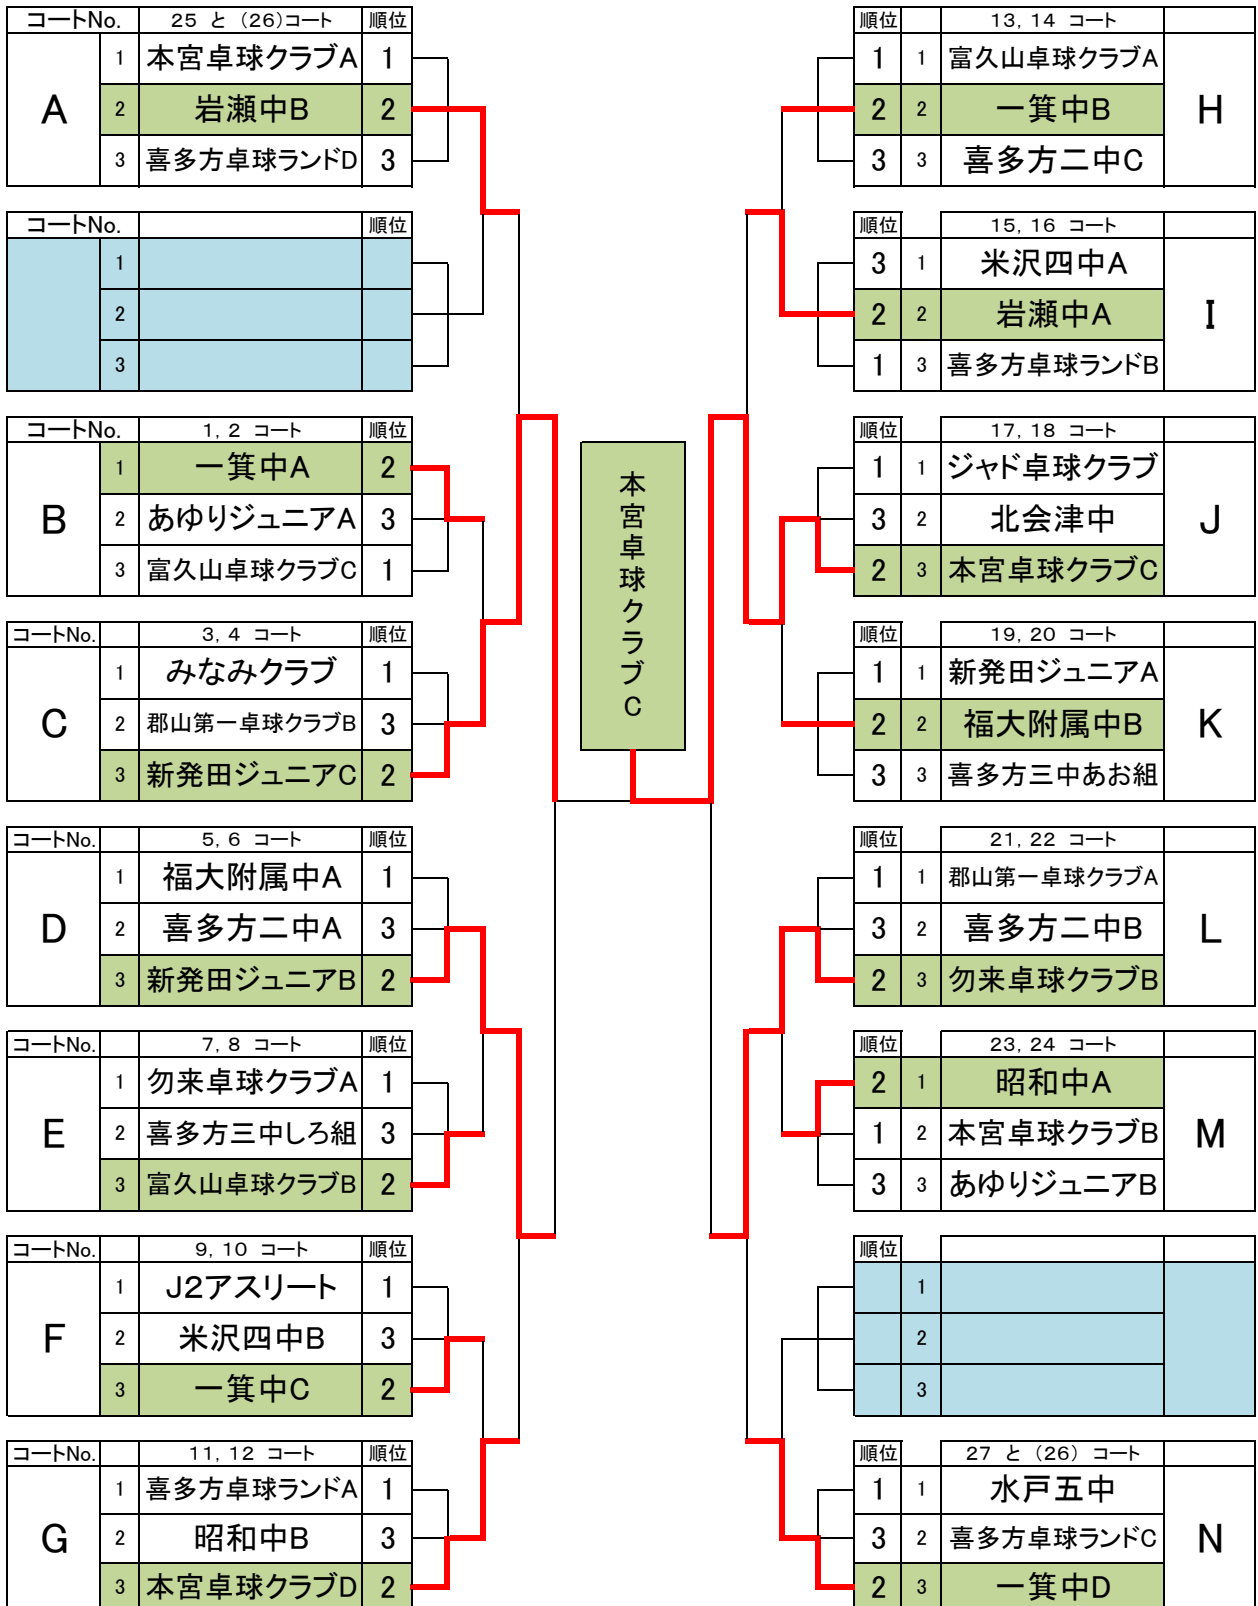 コートNo. 25 と (26)コート 順位
A
1 本宮卓球クラブA 1
2 岩瀬中B 2
3 喜多方卓球ランドD 3
コートNo. 順位
1
2
3
コートNo. 1, 2 コート 順位
B
1 一箕中A 2
2 あゆりジュニアA 3
3 富久山卓球クラブC 1
コートNo. 3, 4 コート 順位
C
1 みなみクラブ 1
2 郡山第一卓球クラブB 3
3 新発田ジュニアC 2
コートNo. 5, 6 コート 順位
D
1 福大附属中A 1
2 喜多方二中A 3
3 新発田ジュニアB 2
コートNo. 7, 8 コート 順位
E
1 勿来卓球クラブA 1
2 喜多方三中しろ組 3
3 富久山卓球クラブB 2
コートNo. 9, 10 コート 順位
F
1 J2アスリート 1
2 米沢四中B 3
3 一箕中C 2
コートNo. 11, 12 コート 順位
G
1 喜多方卓球ランドA 1
2 昭和中B 3
3 本宮卓球クラブD 2
本宮卓球クラブC
順位 13, 14 コート
1 1 富久山卓球クラブA
2 2 一箕中B
3 3 喜多方二中C
H
順位 15, 16 コート
3 1 米沢四中A
2 2 岩瀬中A
1 3 喜多方卓球ランドB
I
順位 17, 18 コート
1 1 ジャド卓球クラブ
3 2 北会津中
2 3 本宮卓球クラブC
J
順位 19, 20 コート
1 1 新発田ジュニアA
2 2 福大附属中B
3 3 喜多方三中あお組
K
順位 21, 22 コート
1 1 郡山第一卓球クラブA
3 2 喜多方二中B
2 3 勿来卓球クラブB
L
順位 23, 24 コート
2 1 昭和中A
1 2 本宮卓球クラブB
3 3 あゆりジュニアB
M
順位
1
2
3
順位 27 と (26) コート
1 1 水戸五中
3 2 喜多方卓球ランドC
2 3 一箕中D
N